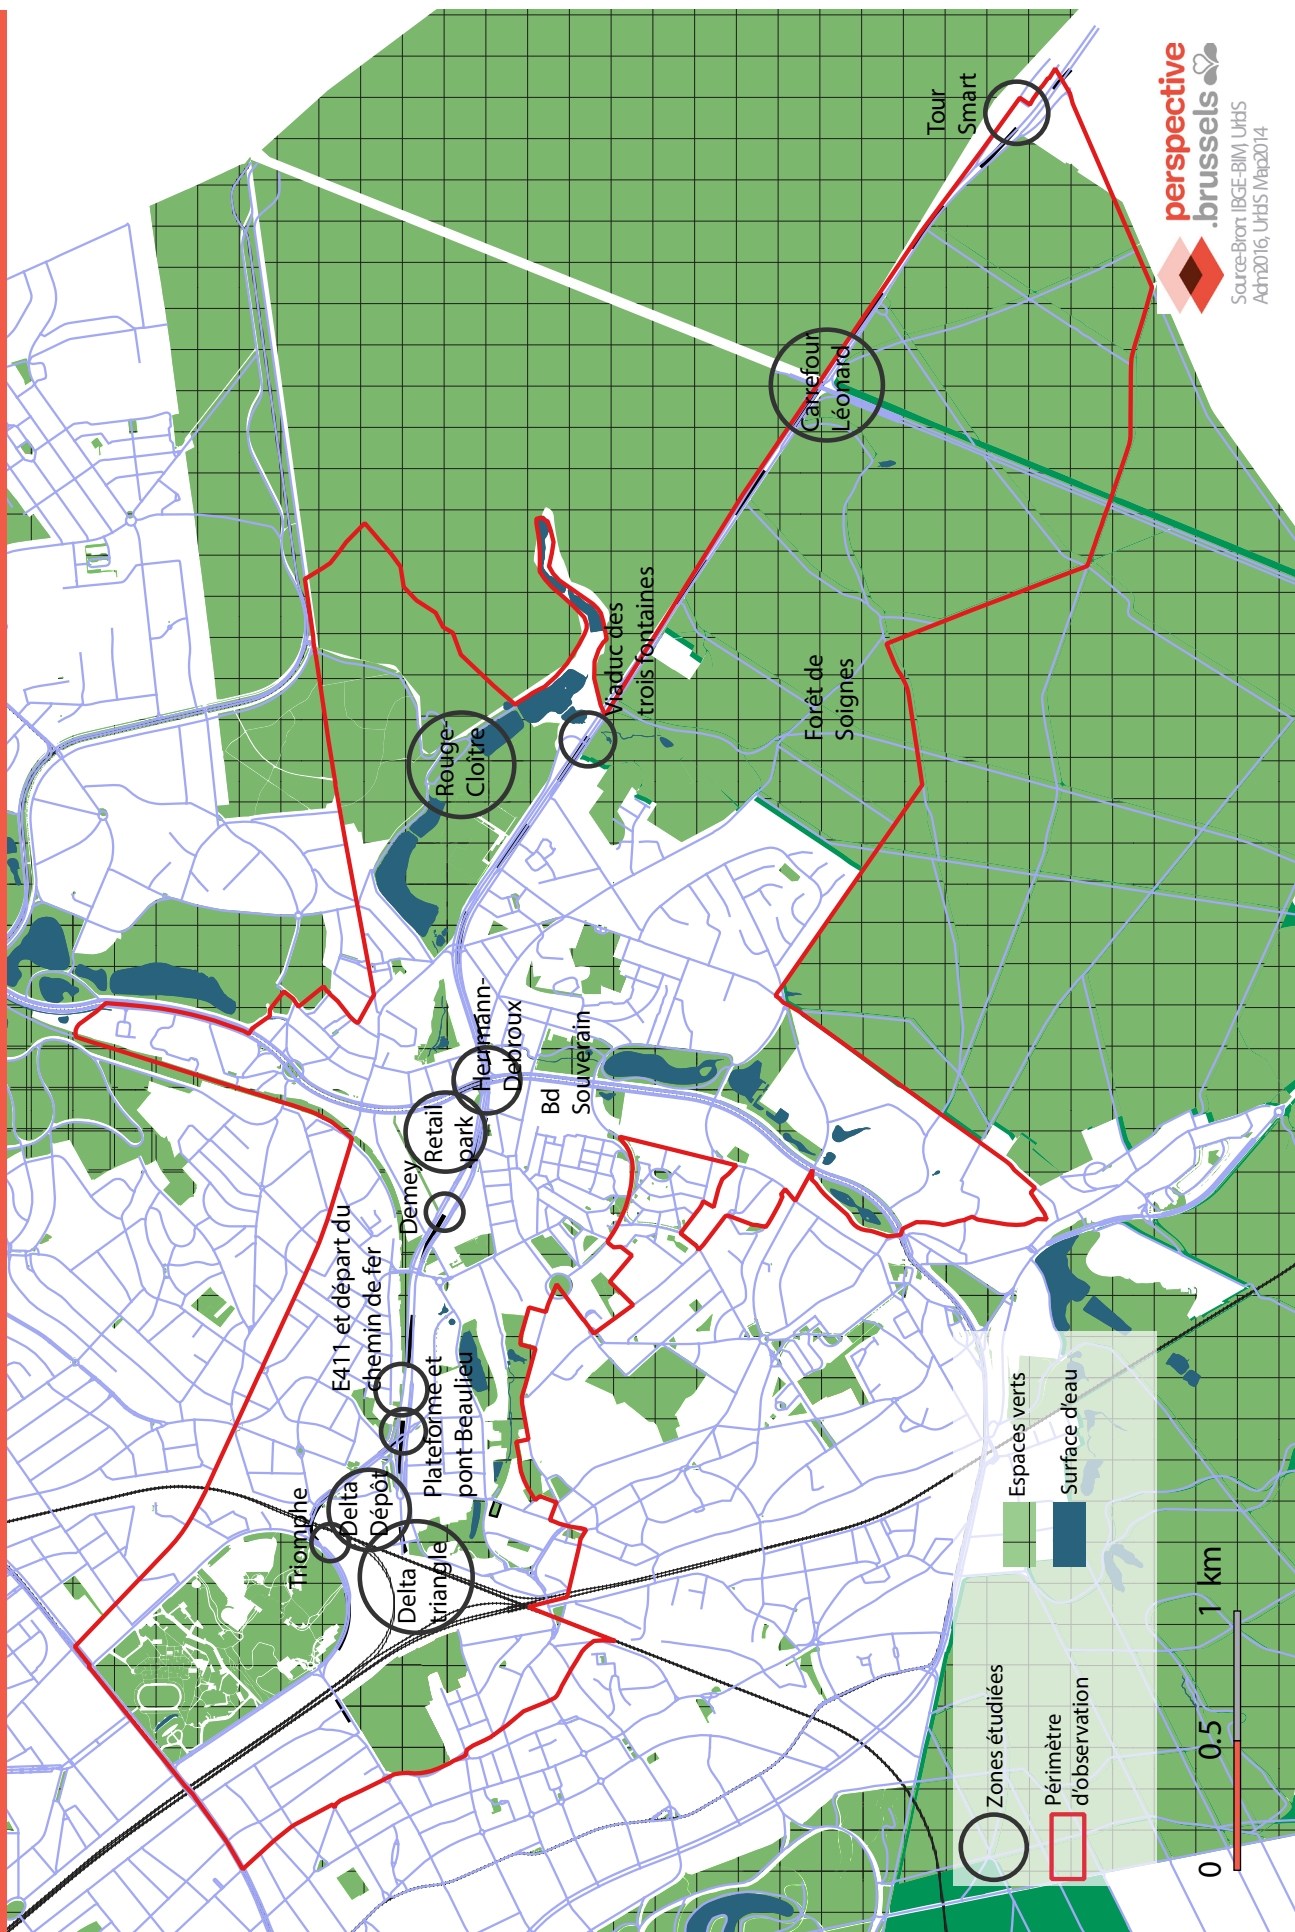 Tour
Smart
perspective
.brussels
Source-Bron: IBGE-BIM, UrbIS
Adm2016, UrbIS Map2014
Carrefour
Léonard
Viaduc des
trois fontaines
Forêt de
Soignes
Rouge-
Cloître
Herrmann-
Debroux
Bd
Souverain
Retail
park
Demey
E411 et départ du
chemin de fer
Plateforme et
pont Beaulieu
Triomphe
Delta
Dépôt
Delta
triangle
Zones étudiées
Périmètre
d'observation
Espaces verts
Surface d'eau
0
0.5
1 km